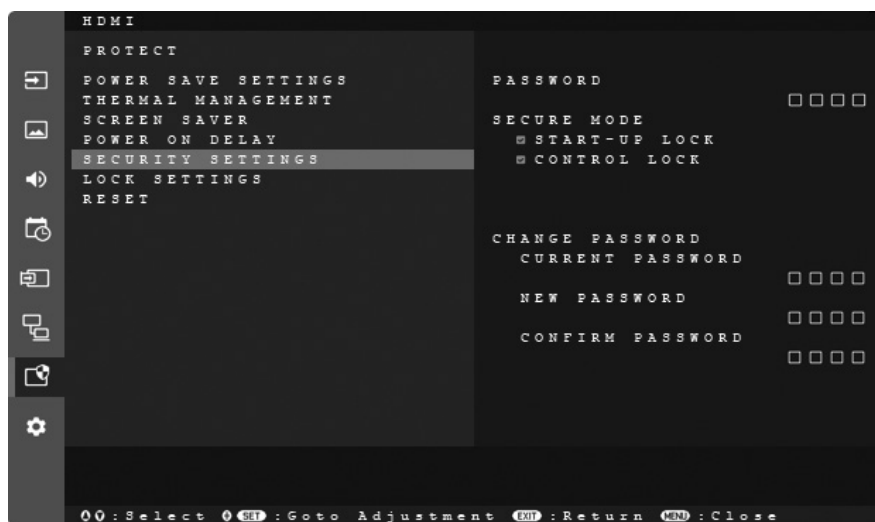 HDMI
PROTECT
POWER SAVE SETTINGS
THERMAL MANAGEMENT
SCREEN SAVER
POWER ON DELAY
SECURITY SETTINGS
LOCK SETTINGS
RESET
PASSWORD
SECURE MODE
START-UP LOCK
CONTROL LOCK
CHANGE PASSWORD
CURRENT PASSWORD
NEW PASSWORD
CONFIRM PASSWORD
:Select SET:Goto Adjustment EXIT:Return MENU:Close